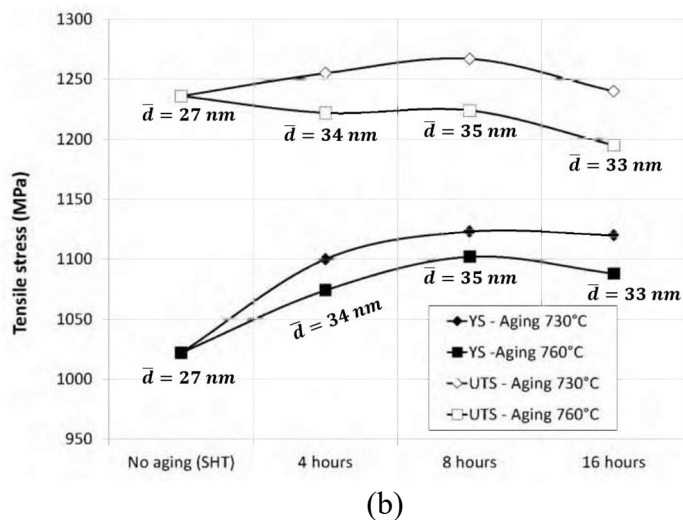 1300
1250
1200
1150
1100
1050
1000
950
Tensile stress (MPa)
d̅ = 27 nm
d̅ = 34 nm
d̅ = 35 nm
d̅ = 33 nm
d̅ = 27 nm
d̅ = 34 nm
d̅ = 35 nm
d̅ = 33 nm
YS - Aging 730°C
YS -Aging 760°C
UTS - Aging 730°C
UTS - Aging 760°C
No aging (SHT) 4 hours 8 hours 16 hours
(b)